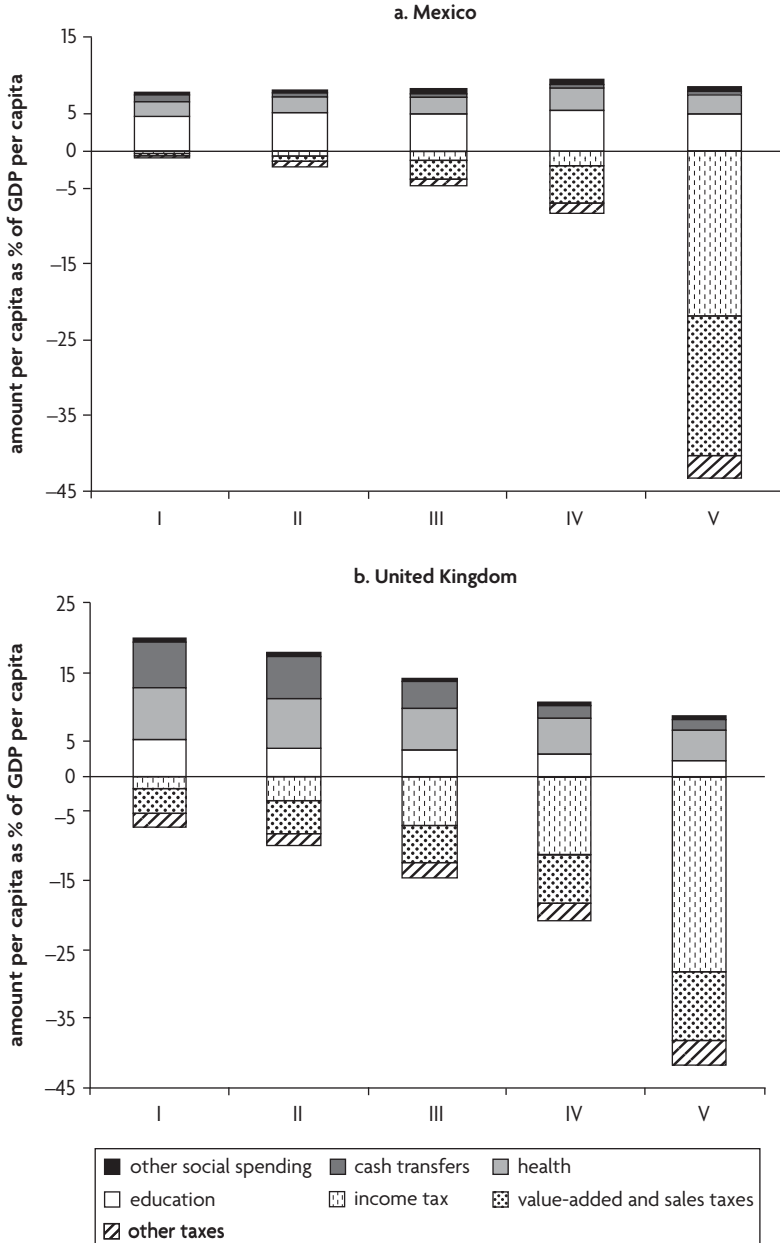 a. Mexico
amount per capita as % of GDP per capita
15
5
0
–5
–15
–25
–35
–45
I II III IV V
b. United Kingdom
amount per capita as % of GDP per capita
25
15
5
0
–5
–15
–25
–35
–45
I II III IV V
other social spending cash transfers health
education income tax value-added and sales taxes
other taxes